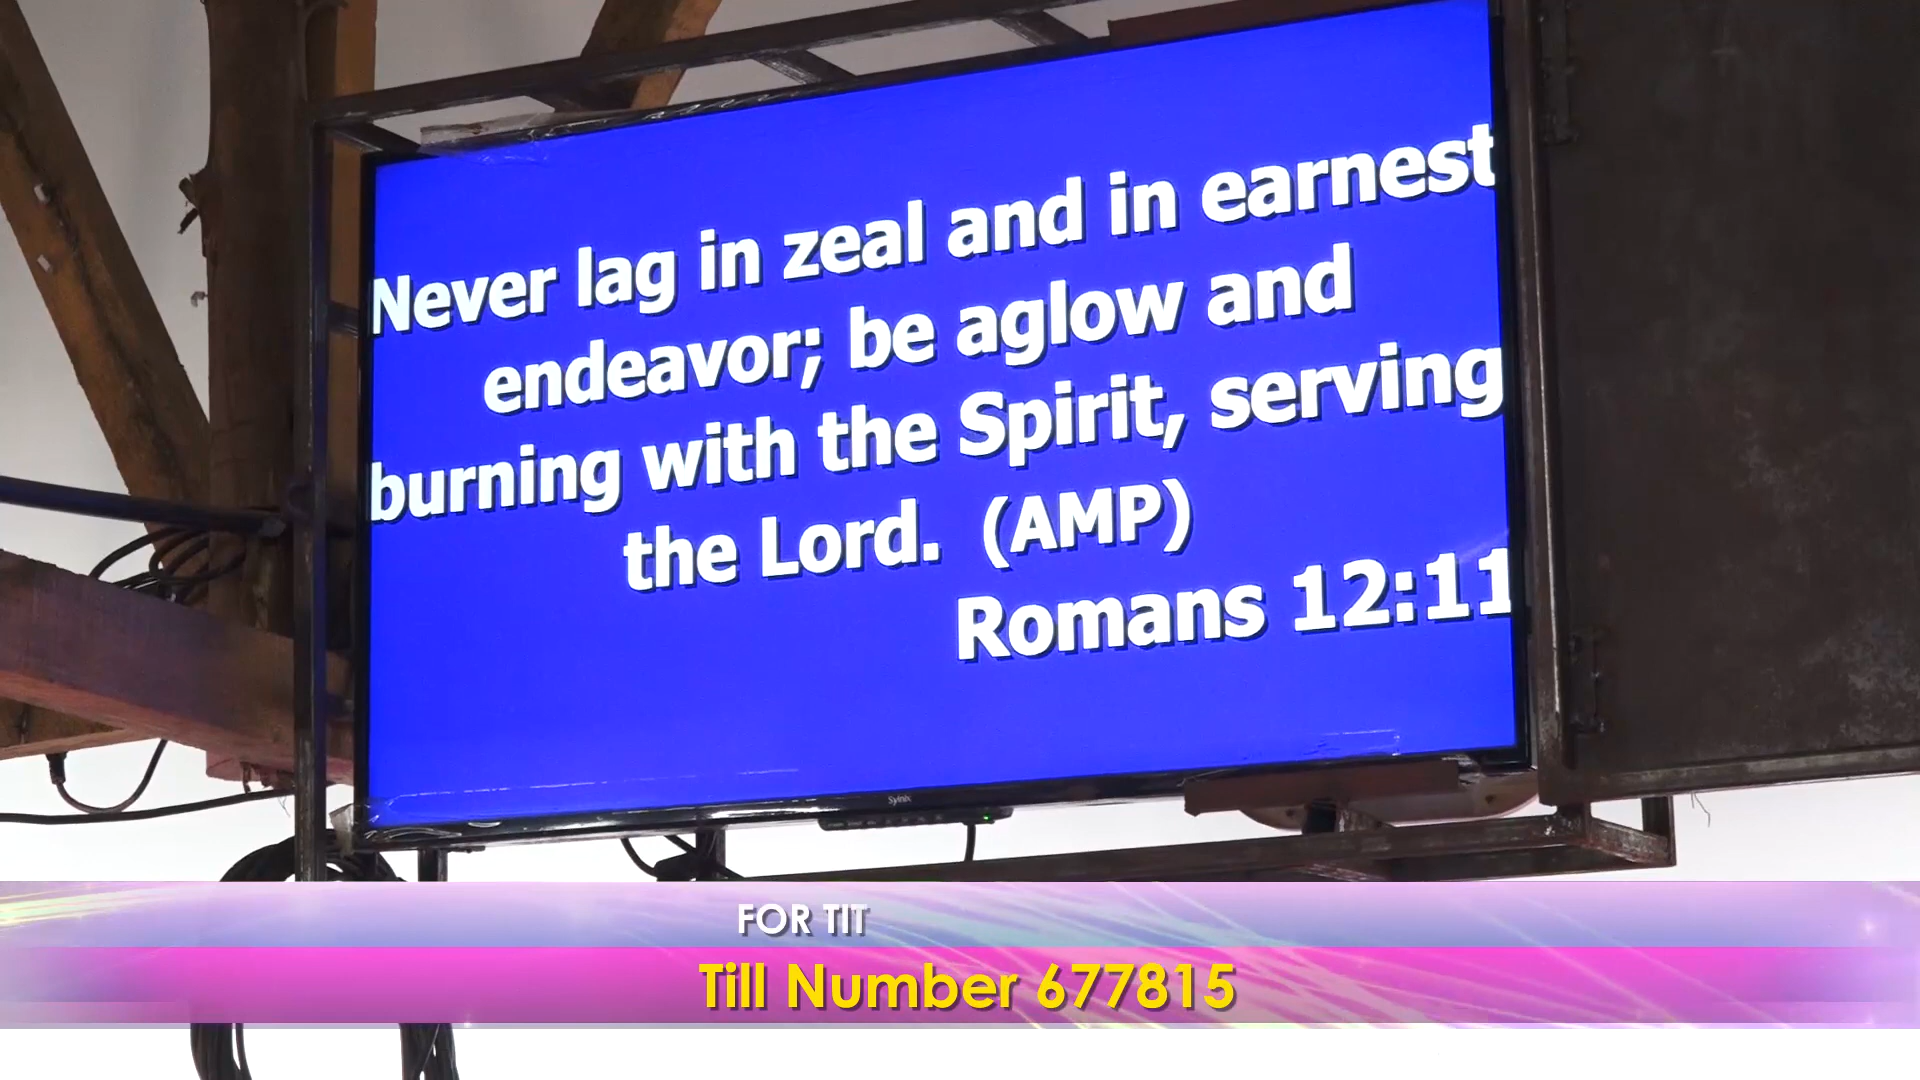 Never lag in zeal and in earnest
endeavor; be aglow and
burning with the Spirit, serving
the Lord. (AMP)
Romans 12:11
Sylnix
FOR TIT
Till Number 677815